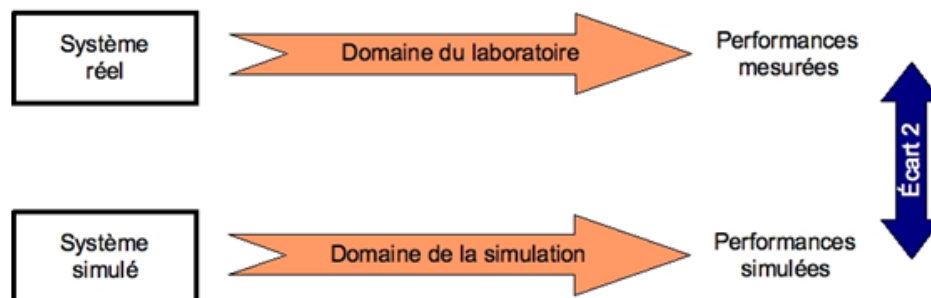 Système
réel
Domaine du laboratoire
Performances
mesurées
Écart 2
Système
simulé
Domaine de la simulation
Performances
simulées